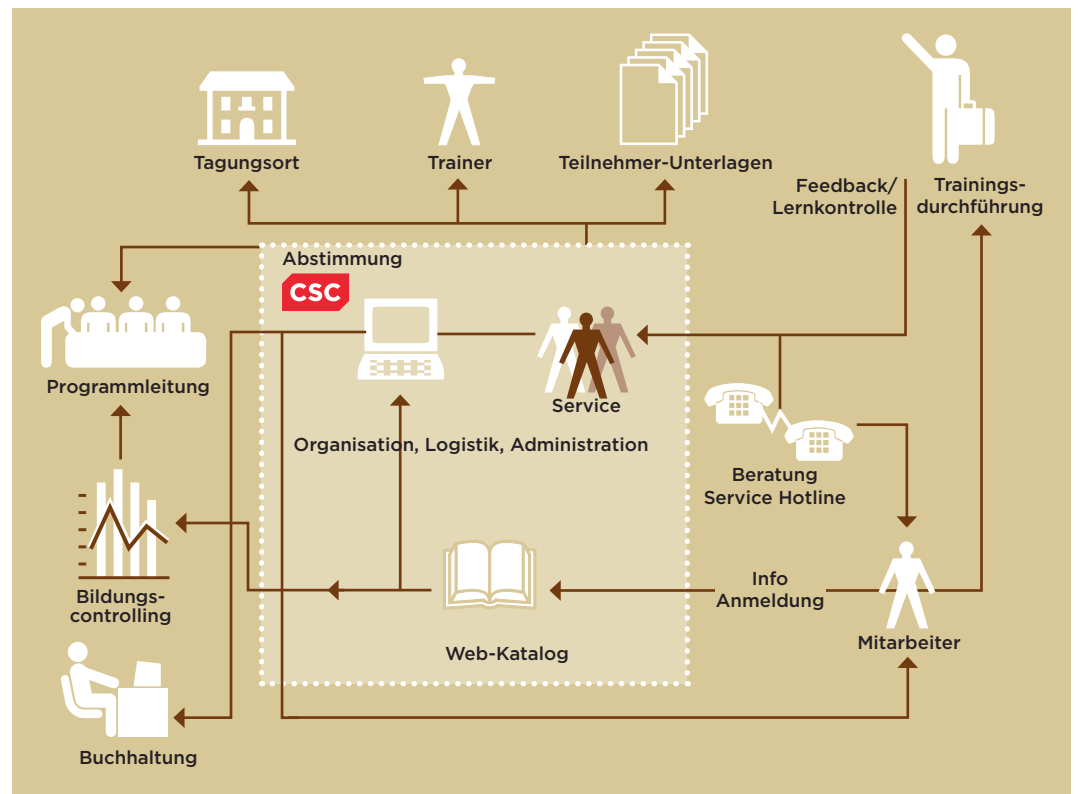 Tagungsort
Trainer
Teilnehmer-Unterlagen
Feedback/
Lernkontrolle
Trainings-
durchführung
Abstimmung
CSC
Programmleitung
Service
Organisation, Logistik, Administration
Beratung
Service Hotline
Bildungs-
controlling
Info
Anmeldung
Web-Katalog
Mitarbeiter
Buchhaltung